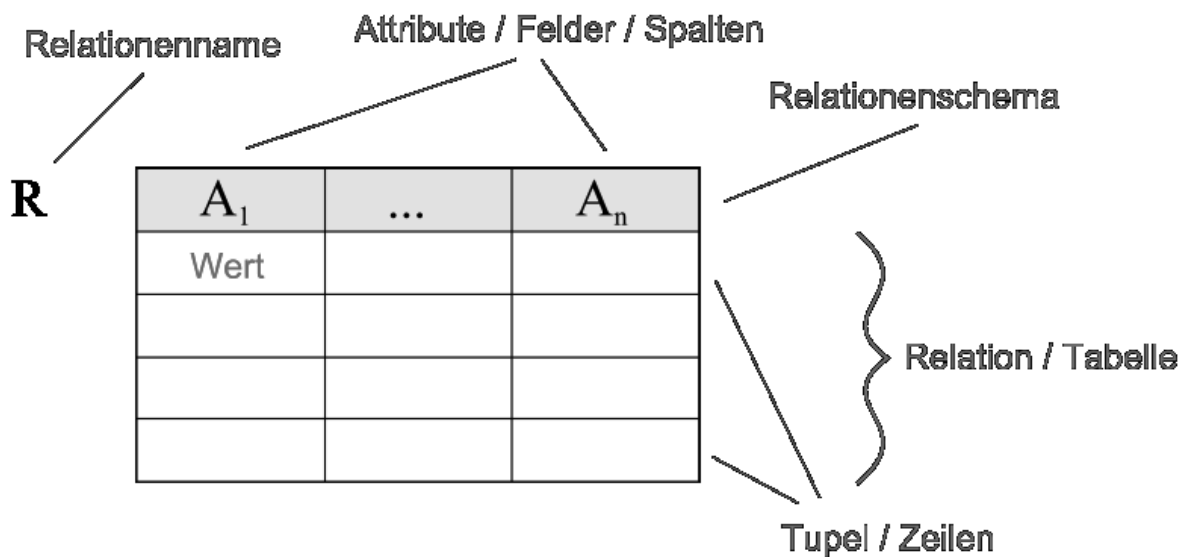 Relationenname
Attribute / Felder / Spalten
Relationenschema
R
A₁ ... Aₙ
Wert
Relation / Tabelle
Tupel / Zeilen